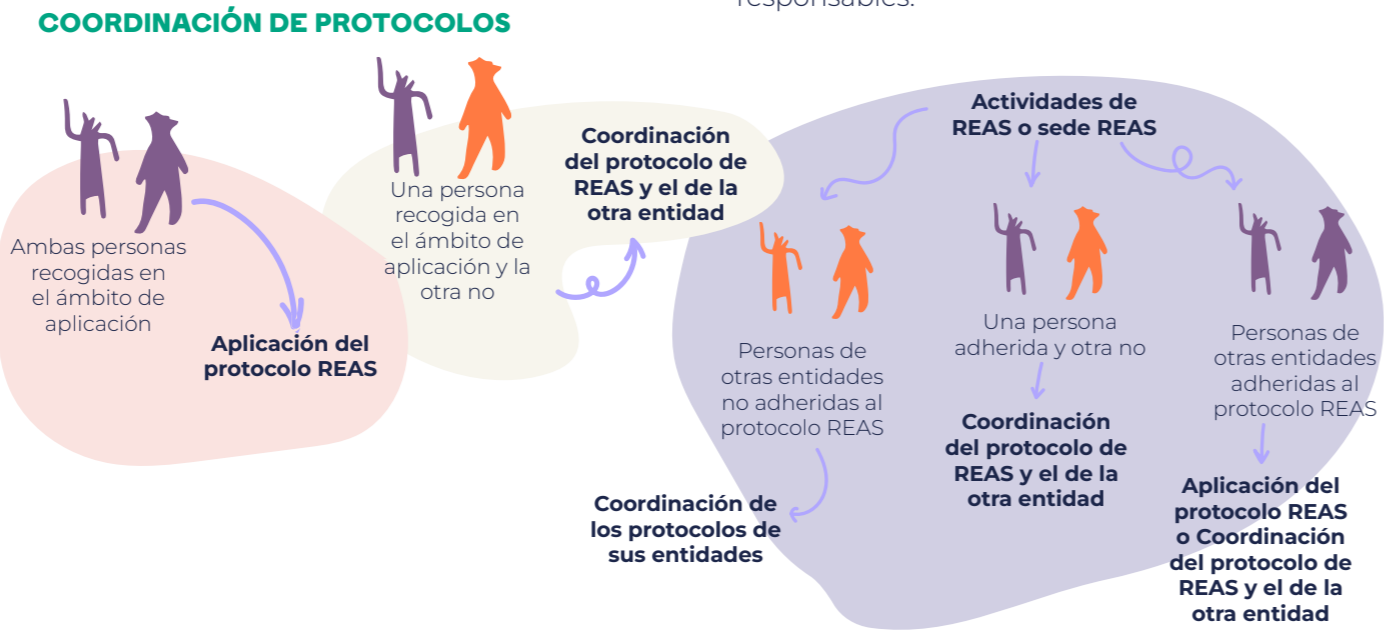 responsables.
COORDINACIÓN DE PROTOCOLOS
Ambas personas
recogidas en
el ámbito de
aplicación
Aplicación del
protocolo REAS
Una persona
recogida en
el ámbito de
aplicación y la
otra no
Coordinación
del protocolo de
REAS y el de la
otra entidad
Actividades de
REAS o sede REAS
Personas de
otras entidades
no adheridas al
protocolo REAS
Coordinación de
los protocolos de
sus entidades
Una persona
adherida y otra no
Coordinación
del protocolo de
REAS y el de la
otra entidad
Personas de
otras entidades
adheridas al
protocolo REAS
Aplicación del
protocolo REAS
o Coordinación
del protocolo de
REAS y el de la
otra entidad